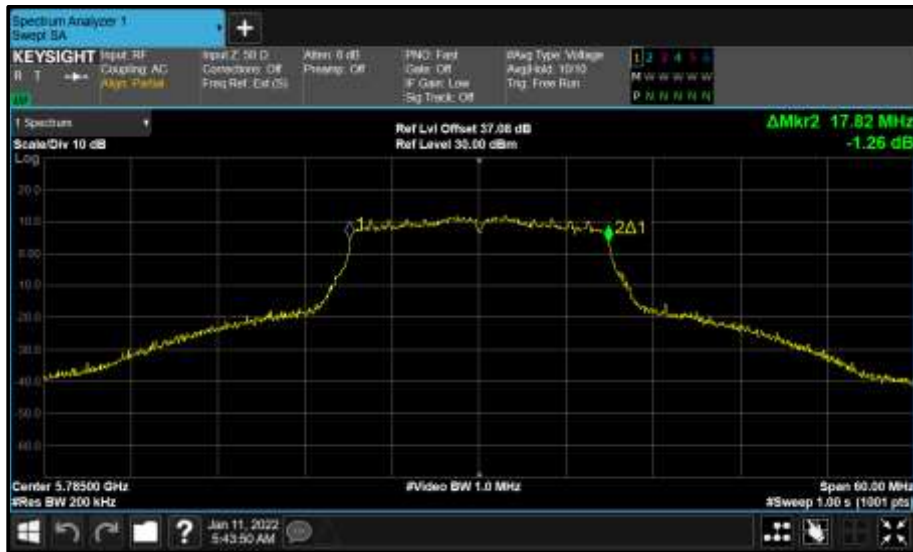 Spectrum Analyzer 1
Swept SA
+
KEYSIGHT
R T
Input: RF
Coupling: AC
Align: Partial
Input Z: 50 Ω
Corrections: Off
Freq Ref: Ext (S)
Atten: 6 dB
Preamp: Off
PNO: Fast
Gate: Off
IF Gain: Low
Sig Track: Off
#Avg Type: Voltage
Avg|Hold: 10/10
Trig: Free Run
1 2 3 4 5 6
M W W W W W
P N N N N N
1 Spectrum
Scale/Div 10 dB
Ref Lvl Offset 37.08 dB
Ref Level 30.00 dBm
ΔMkr2 17.82 MHz
-1.26 dB
Log
20.0
10.0
0.00
-10.0
-20.0
-30.0
-40.0
-50.0
-60.0
1
2Δ1
Center 5.78500 GHz
#Res BW 200 kHz
#Video BW 1.0 MHz
Span 60.00 MHz
#Sweep 1.00 s (1001 pts)
?
Jan 11, 2022
5:43:50 AM